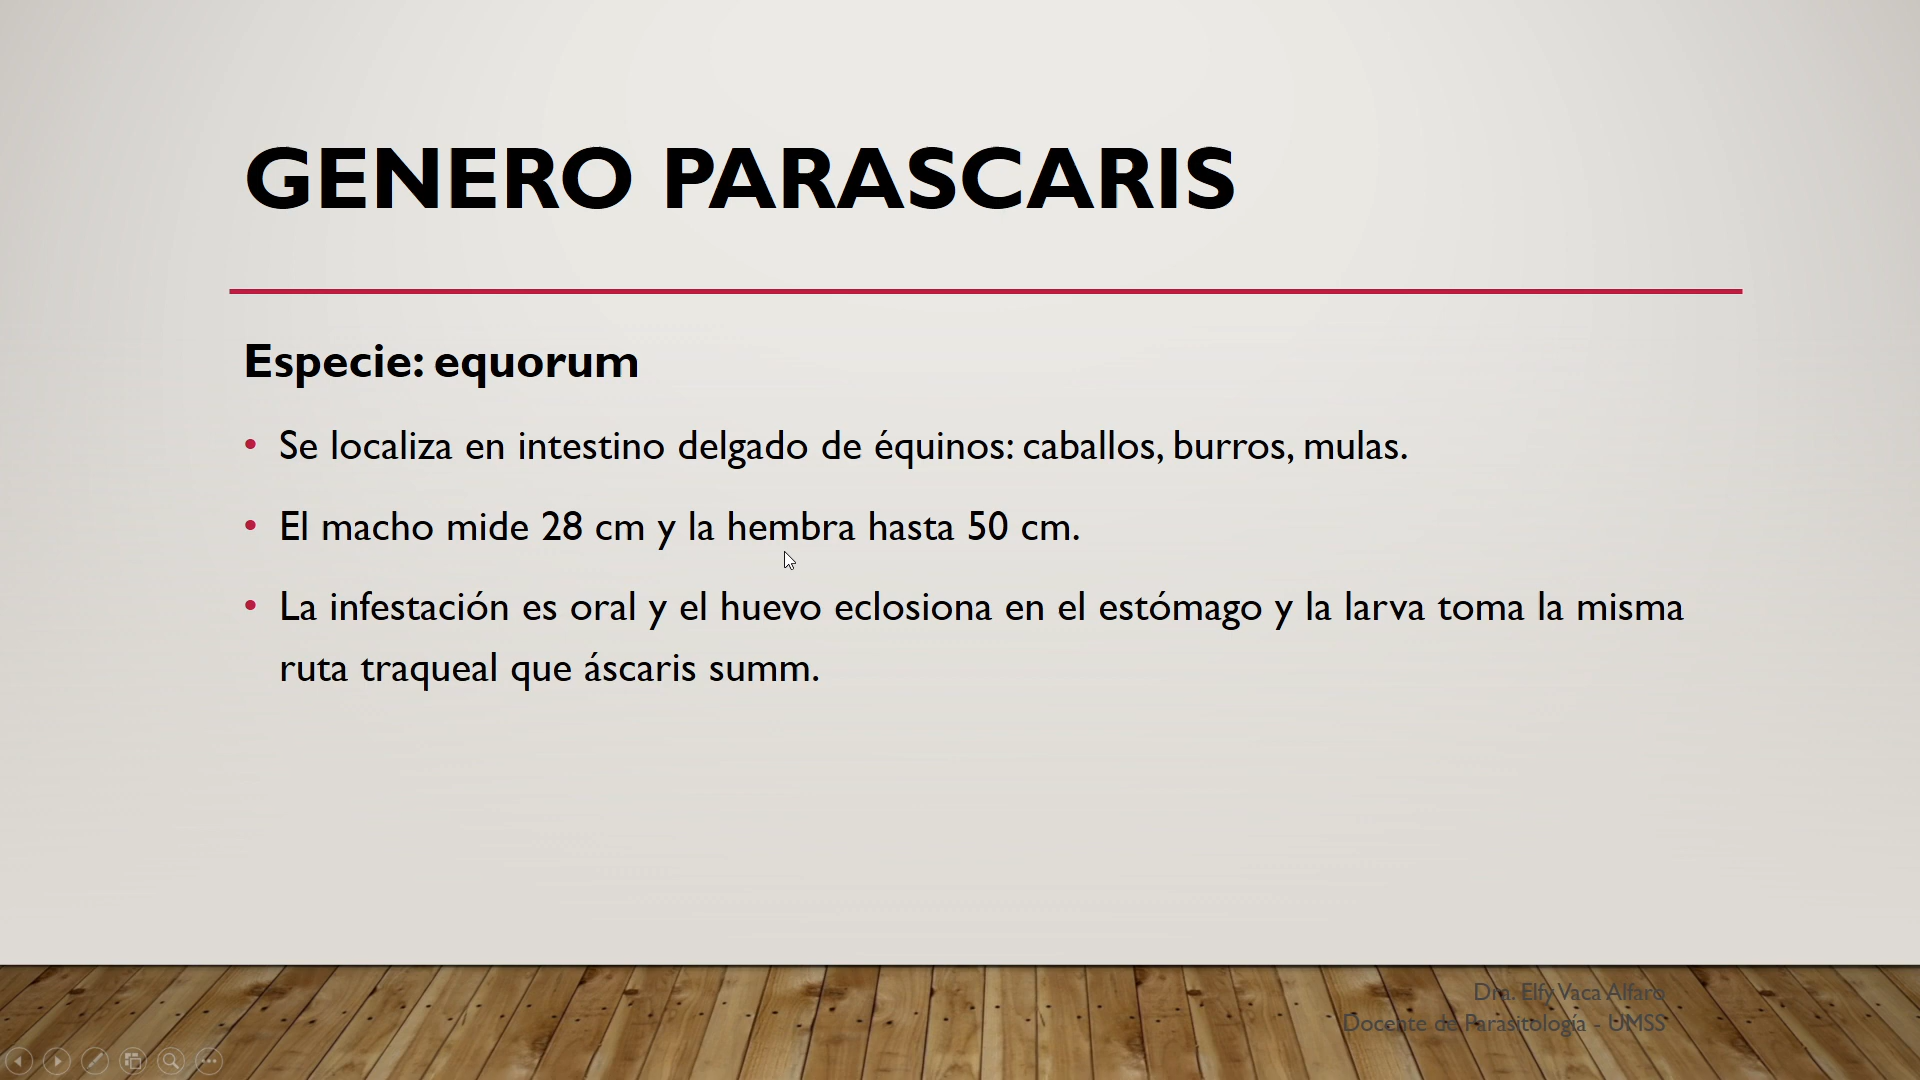 GENERO PARASCARIS
Especie: equorum
• Se localiza en intestino delgado de équinos: caballos, burros, mulas.
• El macho mide 28 cm y la hembra hasta 50 cm.
• La infestación es oral y el huevo eclosiona en el estómago y la larva toma la misma
ruta traqueal que áscaris summ.
Dra. Elfy Vaca Alfaro
Docente de Parasitología - UMSS